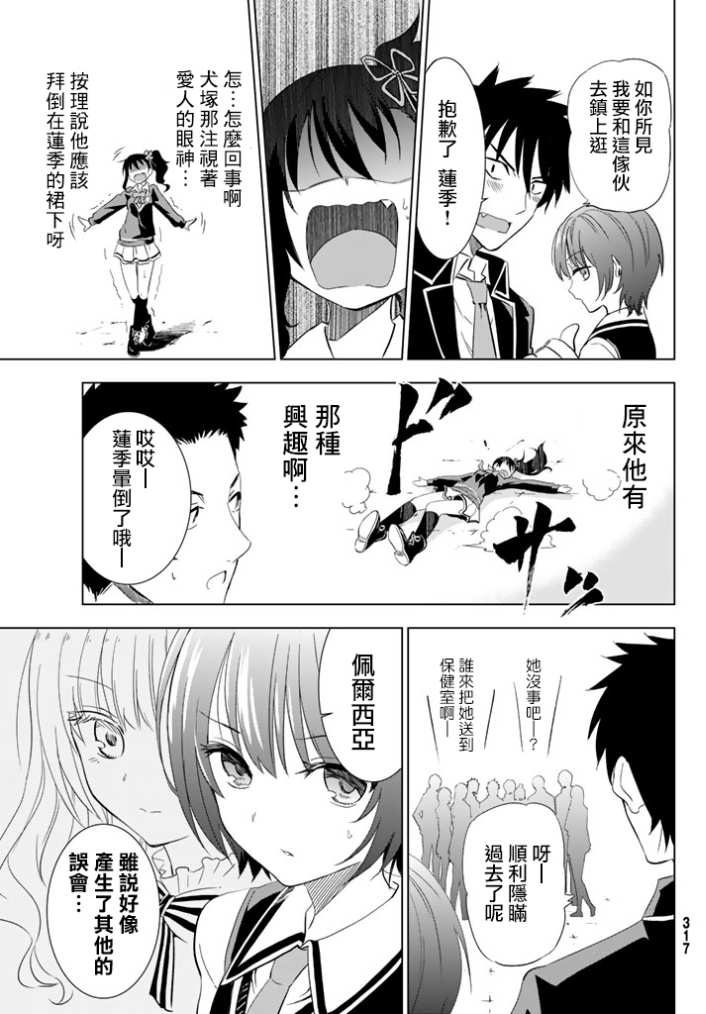 如你所見
我要和這傢伙
去鎮上逛
抱歉了 蓮季！
怎…怎麼回事啊
犬塚那注視著
愛人的眼神…
按理說他應該
拜倒在蓮季的裙下呀
原來他有
那種
興趣啊…
ドサッ
哎哎ー
蓮季暈倒了哦ー
她沒事吧ー？
誰來把她送到
保健室啊ー
呀ー
順利隱瞞
過去了呢
佩爾西亞
雖說好像
產生了其他的
誤會…
317